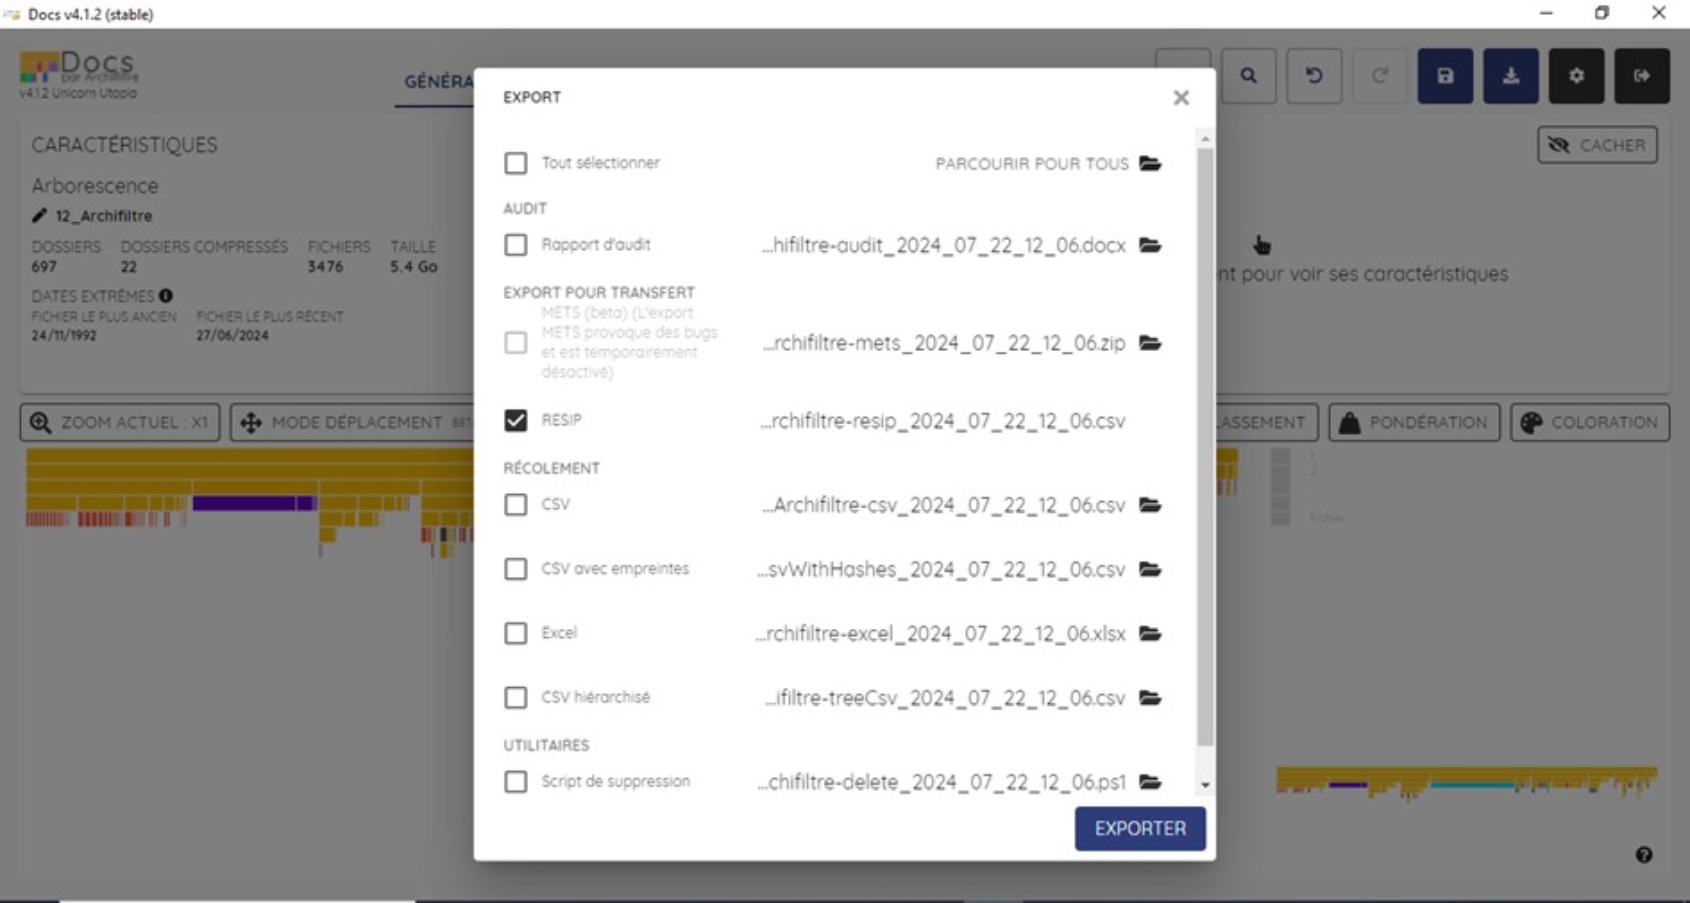 Docs v4.1.2 (stable)
Docs
par Archifiltre
v4.1.2 Unicorn Utopia
GÉNÉRA
CARACTÉRISTIQUES
Arborescence
12_Archifiltre
DOSSIERS DOSSIERS COMPRESSÉS FICHIERS TAILLE
697 22 3476 5.4 Go
DATES EXTRÊMES
FICHIER LE PLUS ANCIEN FICHIER LE PLUS RÉCENT
24/11/1992 27/06/2024
CACHER
nt pour voir ses caractéristiques
ZOOM ACTUEL : X1 MODE DÉPLACEMENT BET
ASSEMENT PONDÉRATION COLORATION
Fichier
EXPORT
Tout sélectionner PARCOURIR POUR TOUS
AUDIT
Rapport d'audit ...hifiltre-audit_2024_07_22_12_06.docx
EXPORT POUR TRANSFERT
METS (beta) (L'export
METS provoque des bugs
et est temporairement
désactivé)
...rchifiltre-mets_2024_07_22_12_06.zip
RESIP ...rchifiltre-resip_2024_07_22_12_06.csv
RÉCOLEMENT
CSV ...Archifiltre-csv_2024_07_22_12_06.csv
CSV avec empreintes ...svWithHashes_2024_07_22_12_06.csv
Excel ...rchifiltre-excel_2024_07_22_12_06.xlsx
CSV hiérarchisé ...ifiltre-treeCsv_2024_07_22_12_06.csv
UTILITAIRES
Script de suppression ...chifiltre-delete_2024_07_22_12_06.ps1
EXPORTER